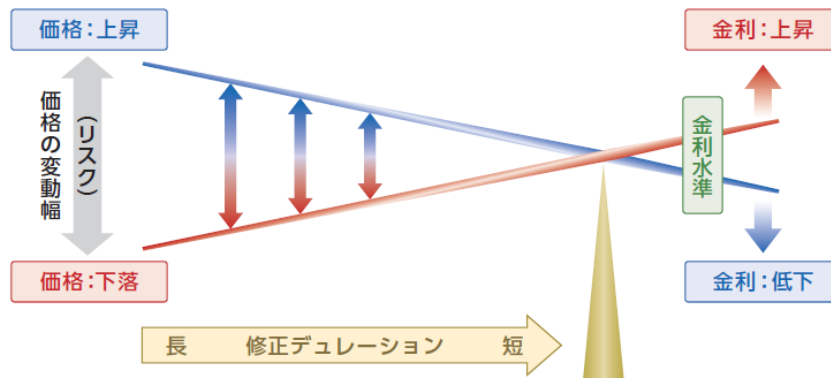 価格:上昇
金利:上昇
価格の変動幅
(リスク)
金利水準
価格:下落
金利:低下
長 修正デュレーション 短